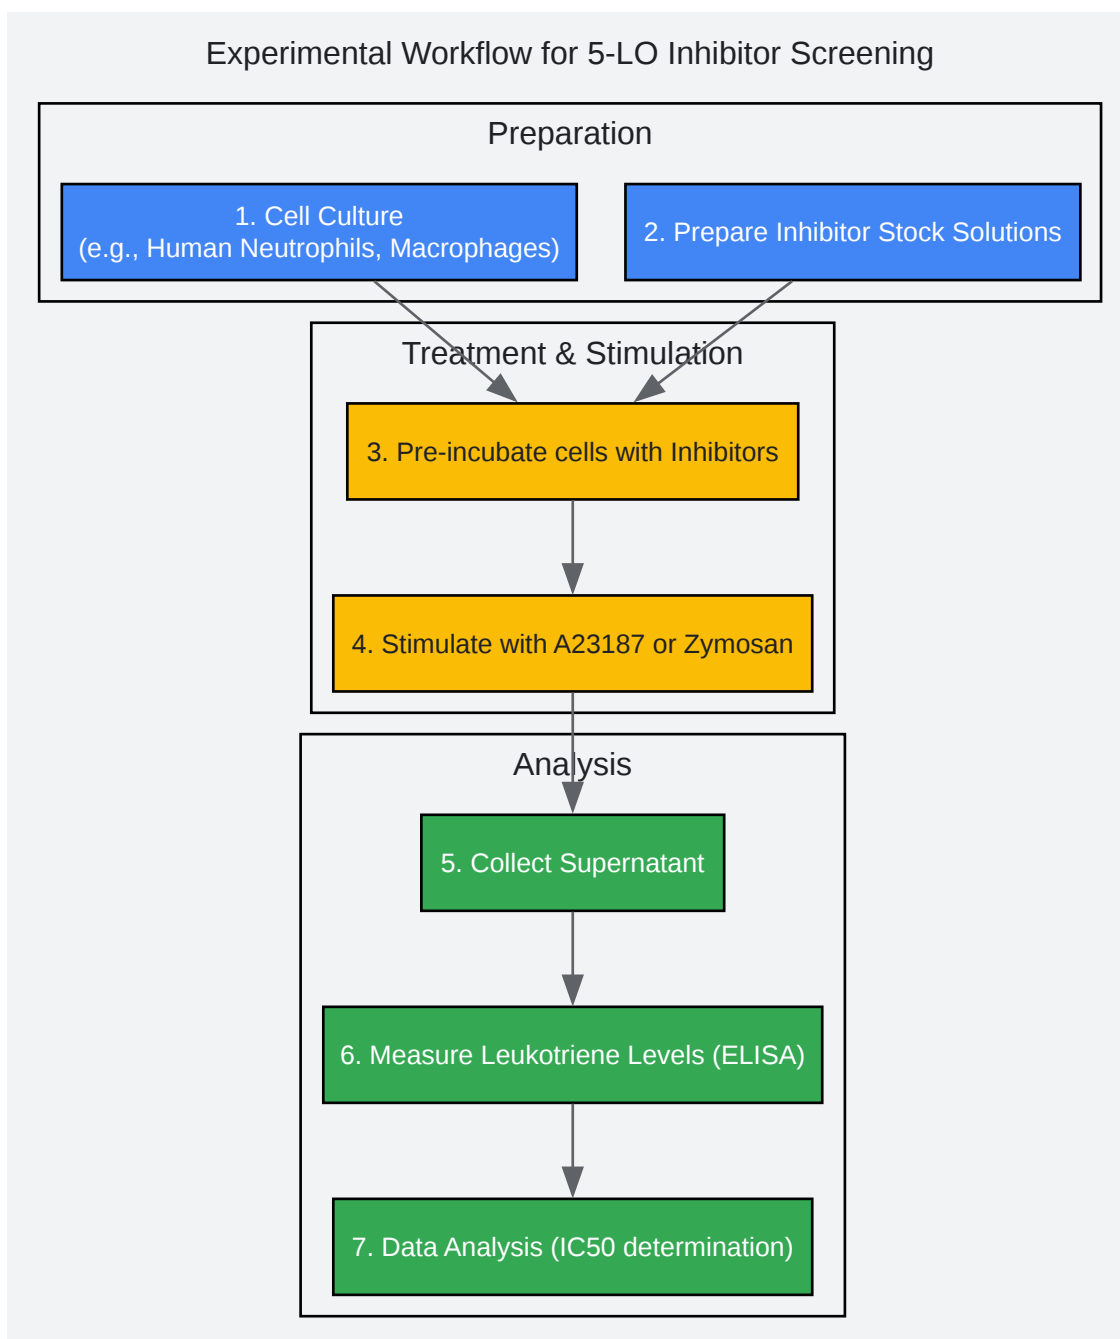 Experimental Workflow for 5-LO Inhibitor Screening
Preparation
1. Cell Culture
(e.g., Human Neutrophils, Macrophages)
2. Prepare Inhibitor Stock Solutions
Treatment & Stimulation
3. Pre-incubate cells with Inhibitors
4. Stimulate with A23187 or Zymosan
Analysis
5. Collect Supernatant
6. Measure Leukotriene Levels (ELISA)
7. Data Analysis (IC50 determination)